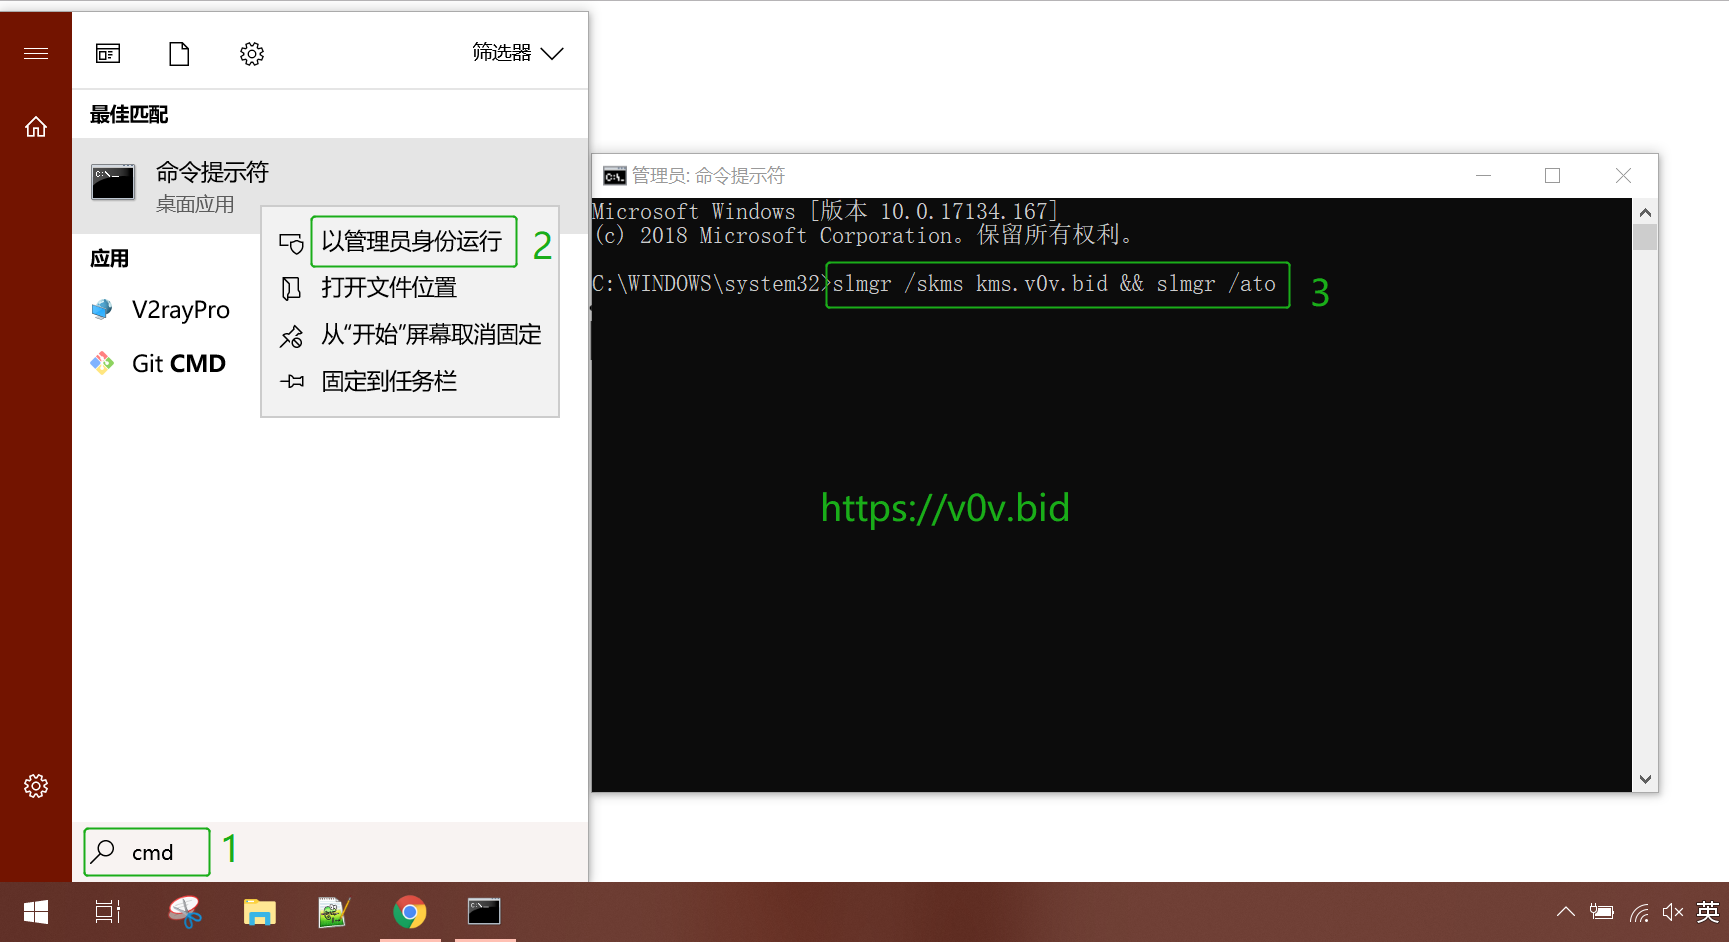 筛选器
最佳匹配
命令提示符
桌面应用
以管理员身份运行
2
打开文件位置
从“开始”屏幕取消固定
固定到任务栏
应用
V2rayPro
Git CMD
cmd
1
管理员: 命令提示符
Microsoft Windows [版本 10.0.17134.167]
(c) 2018 Microsoft Corporation。保留所有权利。
C:\WINDOWS\system32>slmgr /skms kms.v0v.bid && slmgr /ato
3
https://v0v.bid
英